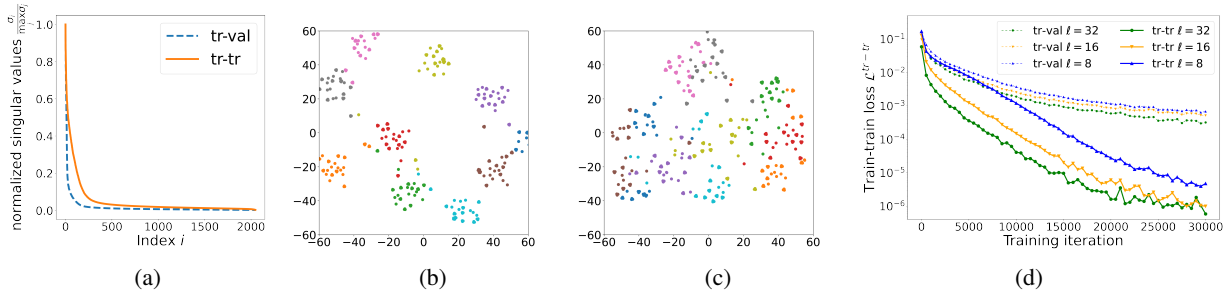 normalized singular values σᵢ / max σⱼ
j
1.0
0.8
0.6
0.4
0.2
0.0
0 500 1000 1500 2000
Index i
tr-val
tr-tr
(a)
60
40
20
0
−20
−40
−60
−60 −40 −20 0 20 40 60
(b)
60
40
20
0
−20
−40
−60
−60 −40 −20 0 20 40 60
(c)
Train-train loss ℒᵗʳ⁻ᵗʳ
10⁻¹
10⁻²
10⁻³
10⁻⁴
10⁻⁵
10⁻⁶
0 5000 10000 15000 20000 25000 30000
Training iteration
tr-val ℓ = 32
tr-val ℓ = 16
tr-val ℓ = 8
tr-tr ℓ = 32
tr-tr ℓ = 16
tr-tr ℓ = 8
(d)